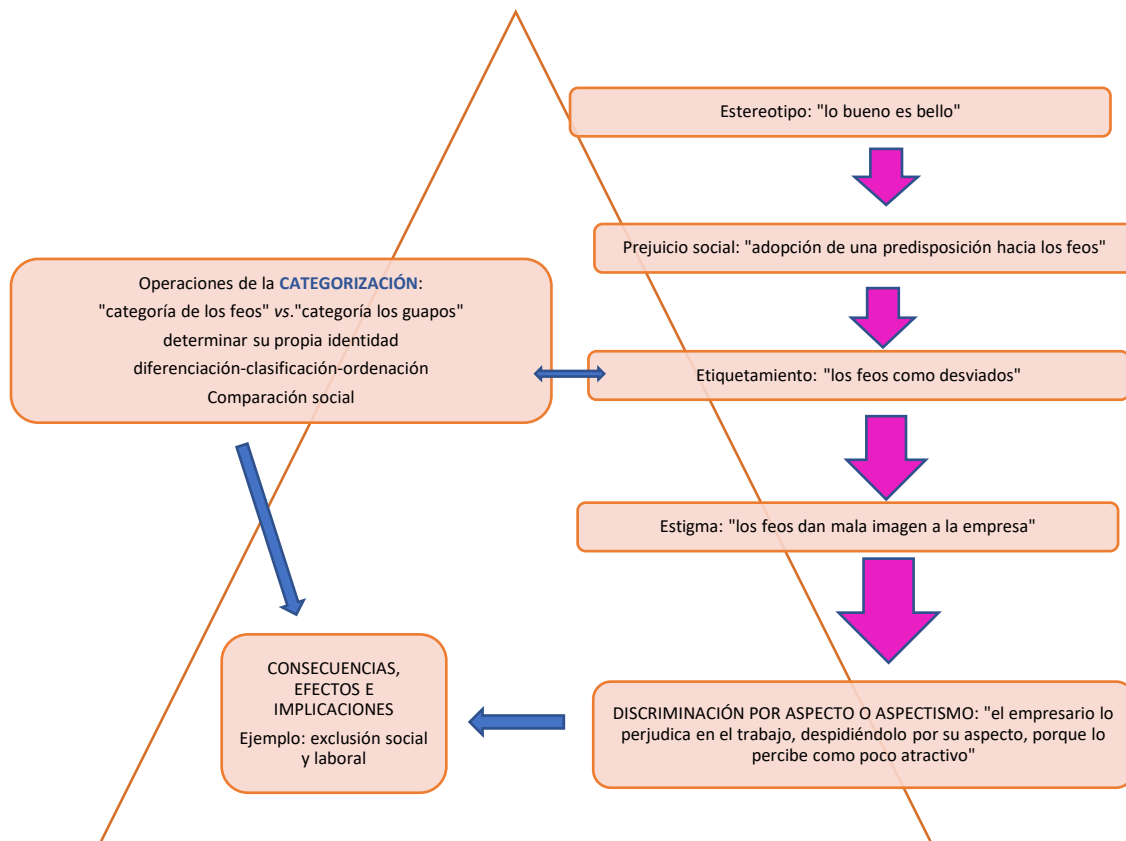 Estereotipo: "lo bueno es bello"
Prejuicio social: "adopción de una predisposición hacia los feos"
Operaciones de la CATEGORIZACIÓN:
"categoría de los feos" vs."categoría los guapos"
determinar su propia identidad
diferenciación-clasificación-ordenación
Comparación social
Etiquetamiento: "los feos como desviados"
Estigma: "los feos dan mala imagen a la empresa"
CONSECUENCIAS,
EFECTOS E
IMPLICACIONES
Ejemplo: exclusión social
y laboral
DISCRIMINACIÓN POR ASPECTO O ASPECTISMO: "el empresario lo
perjudica en el trabajo, despidiéndolo por su aspecto, porque lo
percibe como poco atractivo"